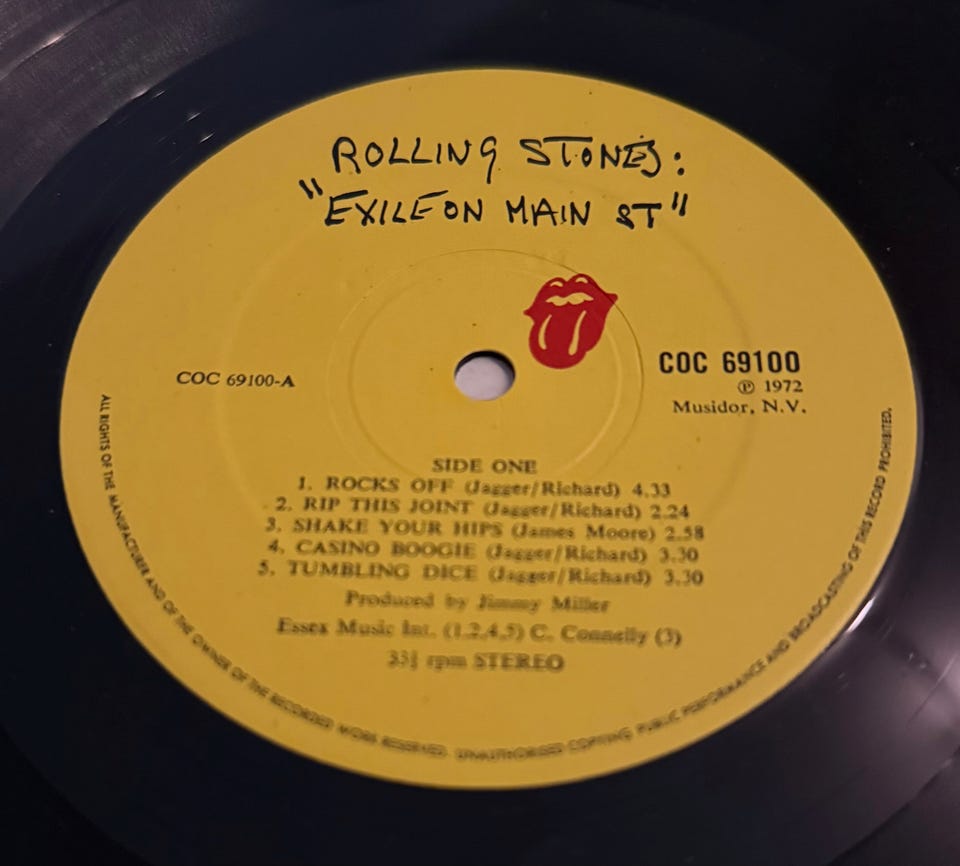 ROLLING STONES:
"EXILE ON MAIN ST"
COC 69100-A
COC 69100
℗ 1972
Musidor, N.V.
SIDE ONE
1. ROCKS OFF (Jagger/Richard) 4.33
2. RIP THIS JOINT (Jagger/Richard) 2.24
3. SHAKE YOUR HIPS (James Moore) 2.58
4. CASINO BOOGIE (Jagger/Richard) 3.30
5. TUMBLING DICE (Jagger/Richard) 3.30
Produced by Jimmy Miller
Essex Music Int. (1,2,4,5) C. Connelly (3)
33⅓ rpm STEREO
ALL RIGHTS OF THE MANUFACTURER AND OF THE OWNER OF THE RECORDED WORK RESERVED. UNAUTHORISED COPYING PUBLIC PERFORMANCE AND BROADCASTING OF THIS RECORD PROHIBITED.